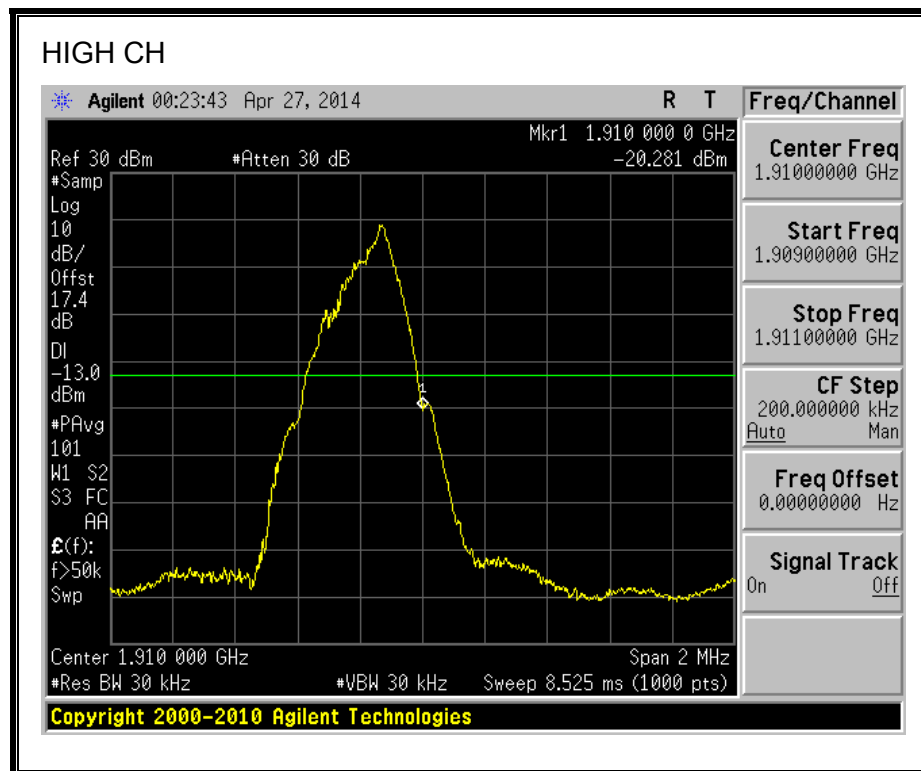 HIGH CH
Agilent 00:23:43 Apr 27, 2014 R T
Freq/Channel
Mkr1 1.910 000 0 GHz
Ref 30 dBm #Atten 30 dB -20.281 dBm
#Samp
Log
10
dB/
Offst
17.4
dB
DI
-13.0
dBm
#PAvg
101
W1 S2
S3 FC
AA
£(f):
f>50k
Swp
1
Center 1.910 000 GHz Span 2 MHz
#Res BW 30 kHz #VBW 30 kHz Sweep 8.525 ms (1000 pts)
Copyright 2000-2010 Agilent Technologies
Center Freq
1.91000000 GHz
Start Freq
1.90900000 GHz
Stop Freq
1.91100000 GHz
CF Step
200.000000 kHz
Auto Man
Freq Offset
0.00000000 Hz
Signal Track
On Off